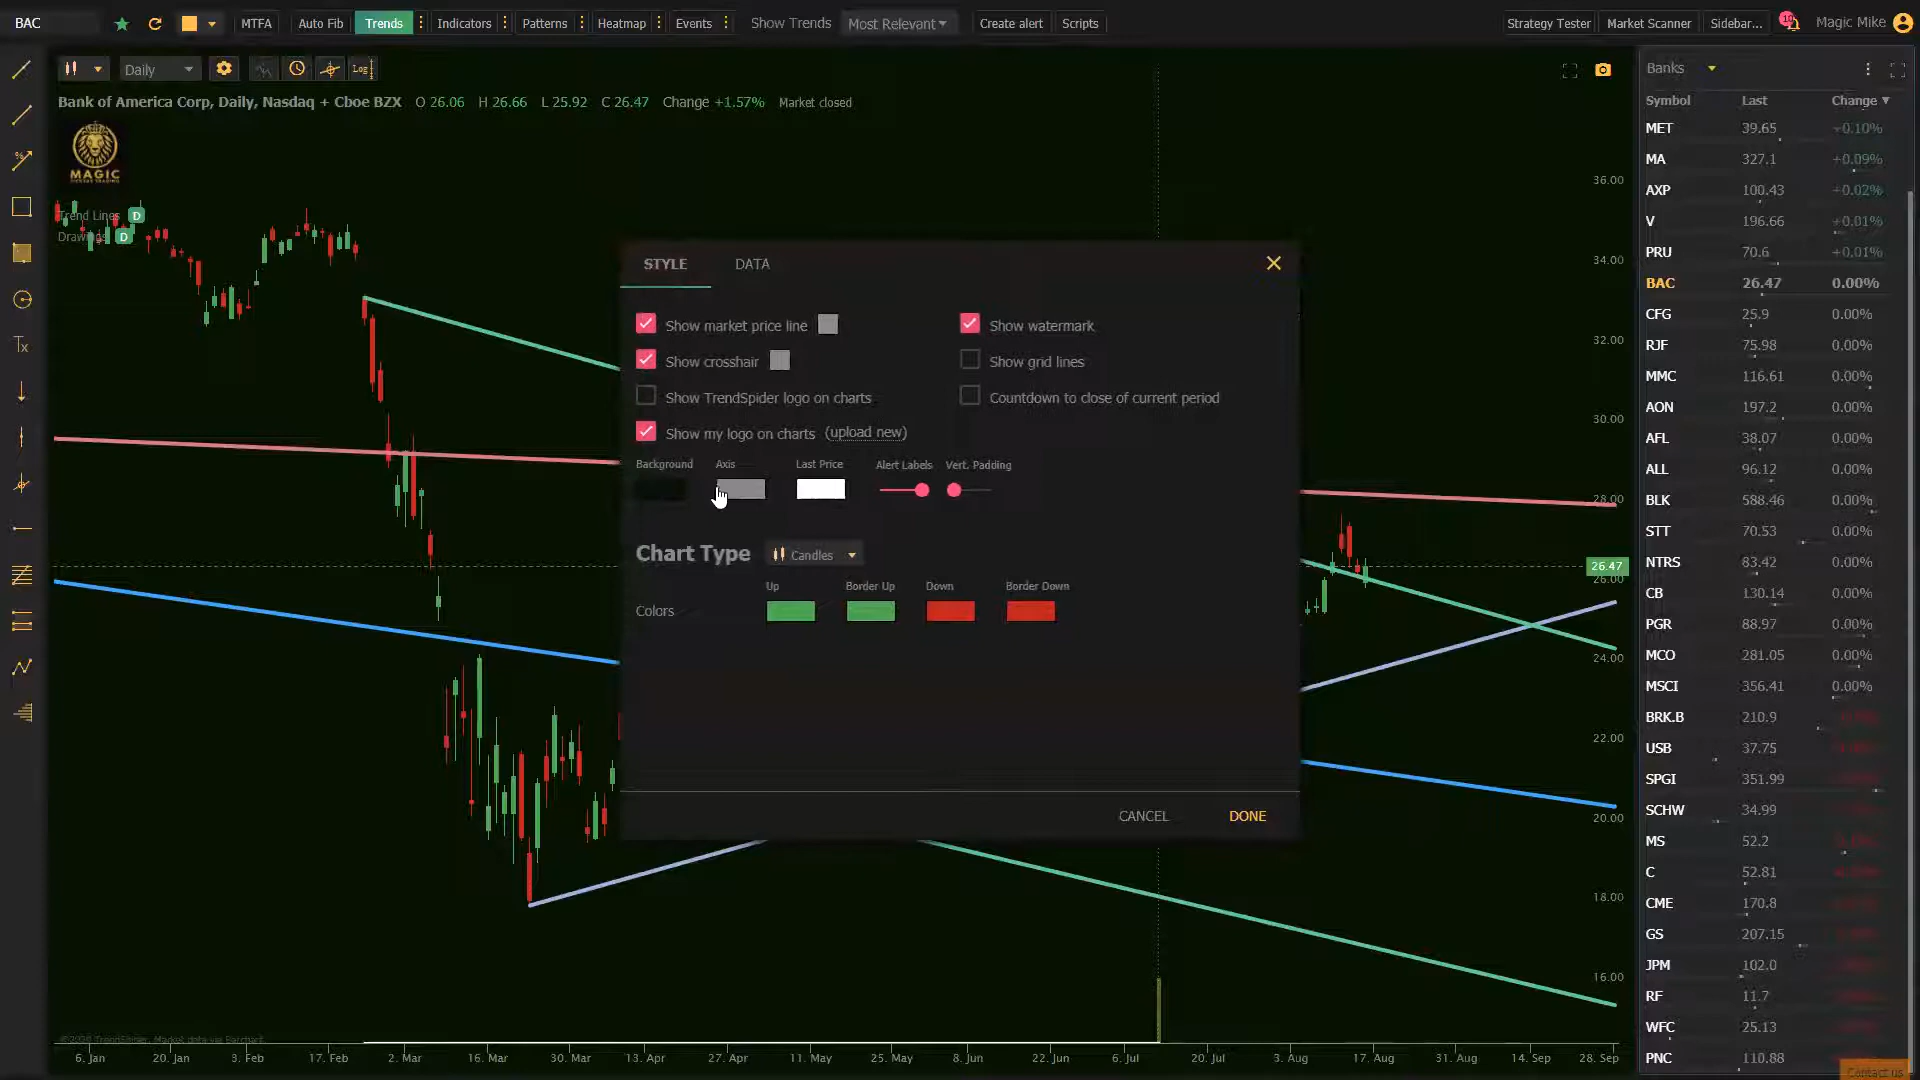 BAC MTFA Auto Fib Trends Indicators Patterns Heatmap Events Show Trends Most Relevant Create alert Scripts Strategy Tester Market Scanner Sidebar... 10 Magic Mike
Daily Log
Bank of America Corp, Daily, Nasdaq + Cboe BZX O 26.06 H 26.66 L 25.92 C 26.47 Change +1.57% Market closed
MAGIC
Trend Lines D
Drawings D
STYLE DATA
Show market price line
Show watermark
Show crosshair
Show grid lines
Show TrendSpider logo on charts
Countdown to close of current period
Show my logo on charts (upload new)
Background Axis Last Price Alert Labels Vert. Padding
Chart Type Candles
Up Border Up Down Border Down
Colors
CANCEL DONE
36.00
34.00
32.00
30.00
28.00
26.47
26.00
24.00
22.00
20.00
18.00
16.00
6. Jan 20. Jan 3. Feb 17. Feb 2. Mar 16. Mar 30. Mar 13. Apr 27. Apr 11. May 25. May 8. Jun 22. Jun 6. Jul 20. Jul 3. Aug 17. Aug 31. Aug 14. Sep 28. Sep
Banks
Symbol Last Change
MET 39.65 +0.10%
MA 327.1 +0.09%
AXP 100.43 +0.02%
V 196.66 +0.01%
PRU 70.6 +0.01%
BAC 26.47 0.00%
CFG 25.9 0.00%
RJF 75.98 0.00%
MMC 116.61 0.00%
AON 197.2 0.00%
AFL 38.07 0.00%
ALL 96.12 0.00%
BLK 588.46 0.00%
STT 70.53 0.00%
NTRS 83.42 0.00%
CB 130.14 0.00%
PGR 88.97 0.00%
MCO 281.05 0.00%
MSCI 356.41 0.00%
BRK.B 210.9
USB 37.75
SPGI 351.99
SCHW 34.99
MS 52.2
C 52.81
CME 170.8
GS 207.15
JPM 102.0
RF 11.7
WFC 25.13
PNC 110.88
Contact us